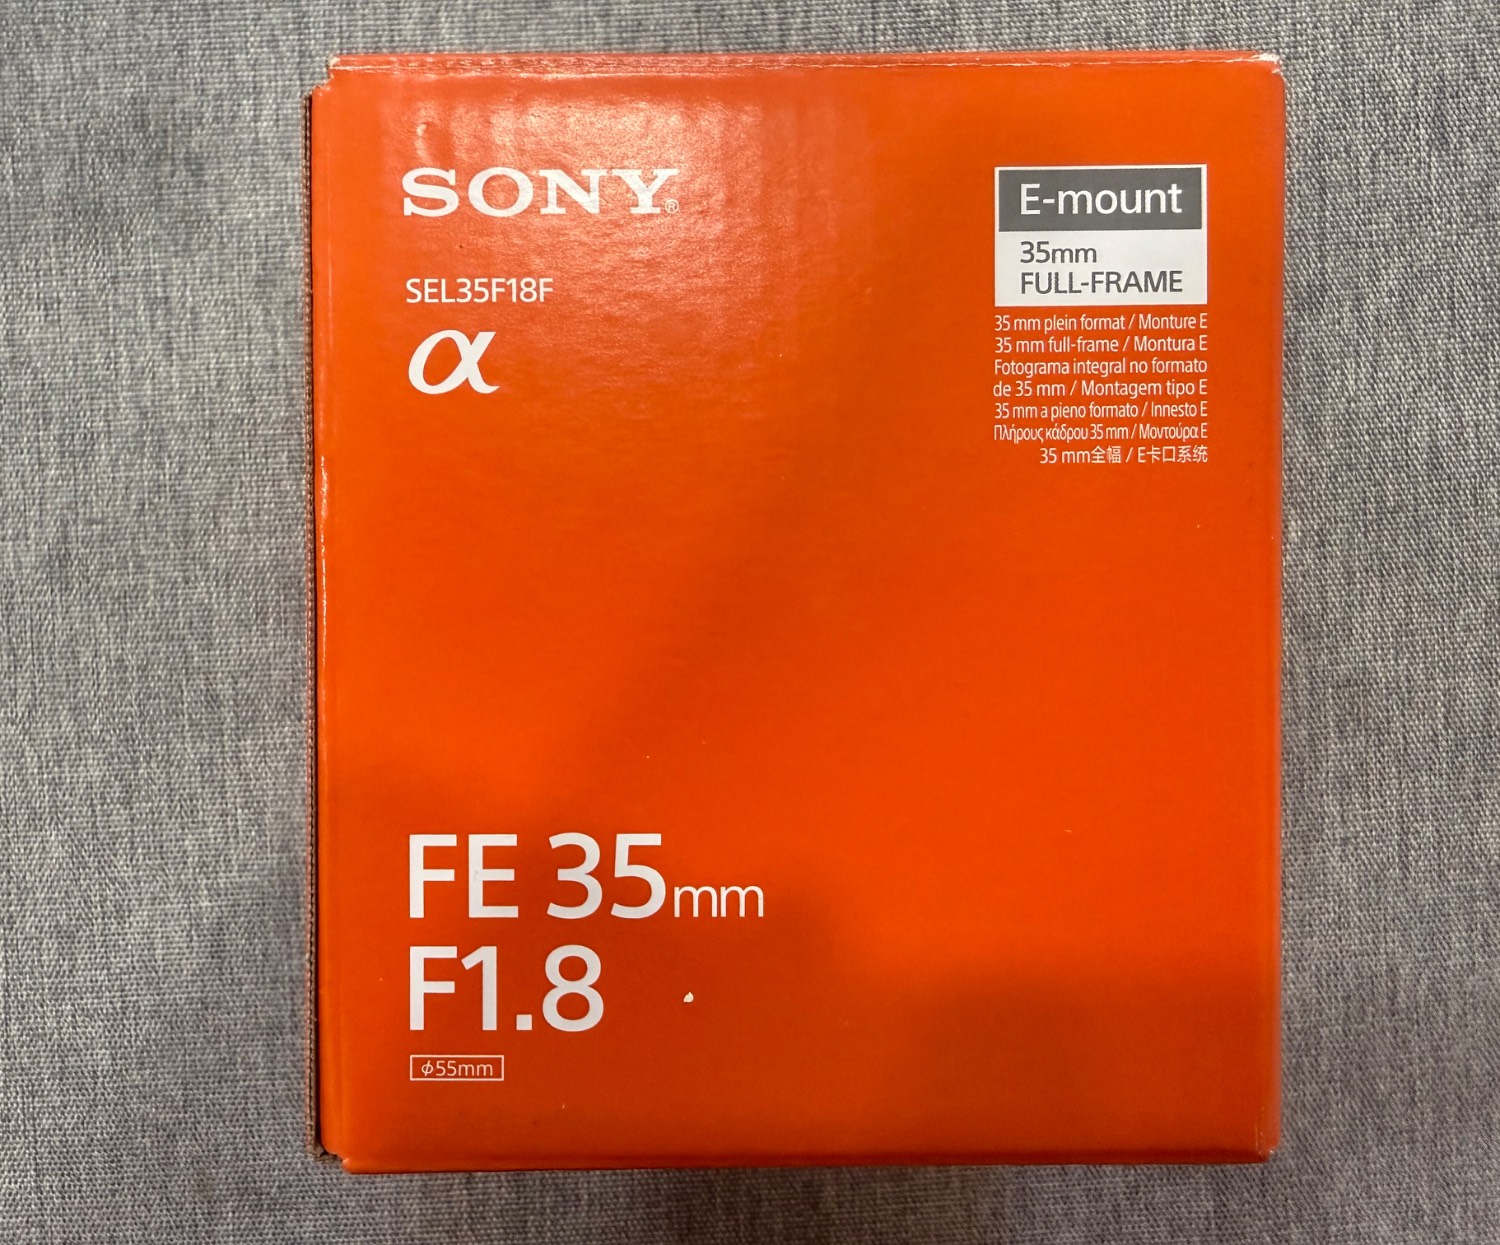 SONY®
SEL35F18F
α
E-mount
35mm
FULL-FRAME
35 mm plein format / Monture E
35 mm full-frame / Montura E
Fotograma integral no formato
de 35 mm / Montagem tipo E
35 mm a pieno formato / Innesto E
Πλήρους κάδρου 35 mm / Μοντούρα E
35 mm全幅 / E卡口系统
FE 35mm
F1.8
ϕ55mm